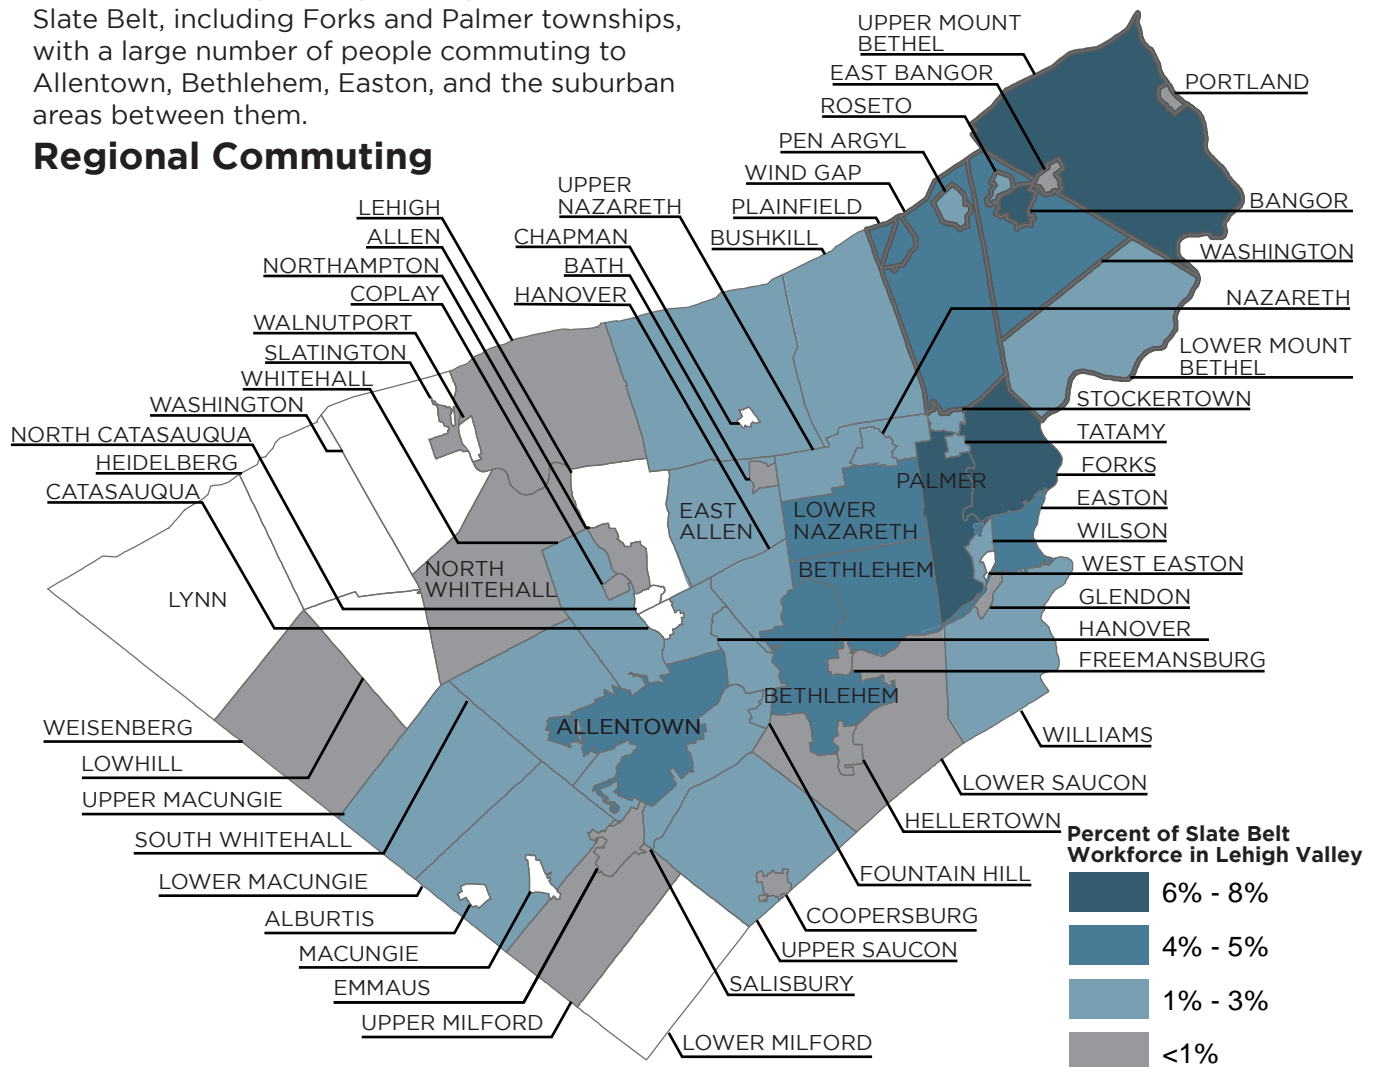 Slate Belt, including Forks and Palmer townships,
with a large number of people commuting to
Allentown, Bethlehem, Easton, and the suburban
areas between them.
Regional Commuting
UPPER MOUNT
BETHEL
EAST BANGOR
ROSETO
PEN ARGYL
WIND GAP
PLAINFIELD
BUSHKILL
UPPER
NAZARETH
CHAPMAN
BATH
HANOVER
LEHIGH
ALLEN
NORTHAMPTON
COPLAY
WALNUTPORT
SLATINGTON
WHITEHALL
WASHINGTON
NORTH CATASAUQUA
HEIDELBERG
CATASAUQUA
PORTLAND
BANGOR
WASHINGTON
NAZARETH
LOWER MOUNT
BETHEL
STOCKERTOWN
TATAMY
FORKS
EASTON
WILSON
WEST EASTON
GLENDON
HANOVER
FREEMANSBURG
PALMER
EAST
ALLEN
LOWER
NAZARETH
BETHLEHEM
NORTH
WHITEHALL
LYNN
BETHLEHEM
ALLENTOWN
WEISENBERG
LOWHILL
UPPER MACUNGIE
SOUTH WHITEHALL
LOWER MACUNGIE
ALBURTIS
MACUNGIE
EMMAUS
UPPER MILFORD
WILLIAMS
LOWER SAUCON
HELLERTOWN
FOUNTAIN HILL
COOPERSBURG
UPPER SAUCON
SALISBURY
LOWER MILFORD
Percent of Slate Belt
Workforce in Lehigh Valley
6% - 8%
4% - 5%
1% - 3%
<1%